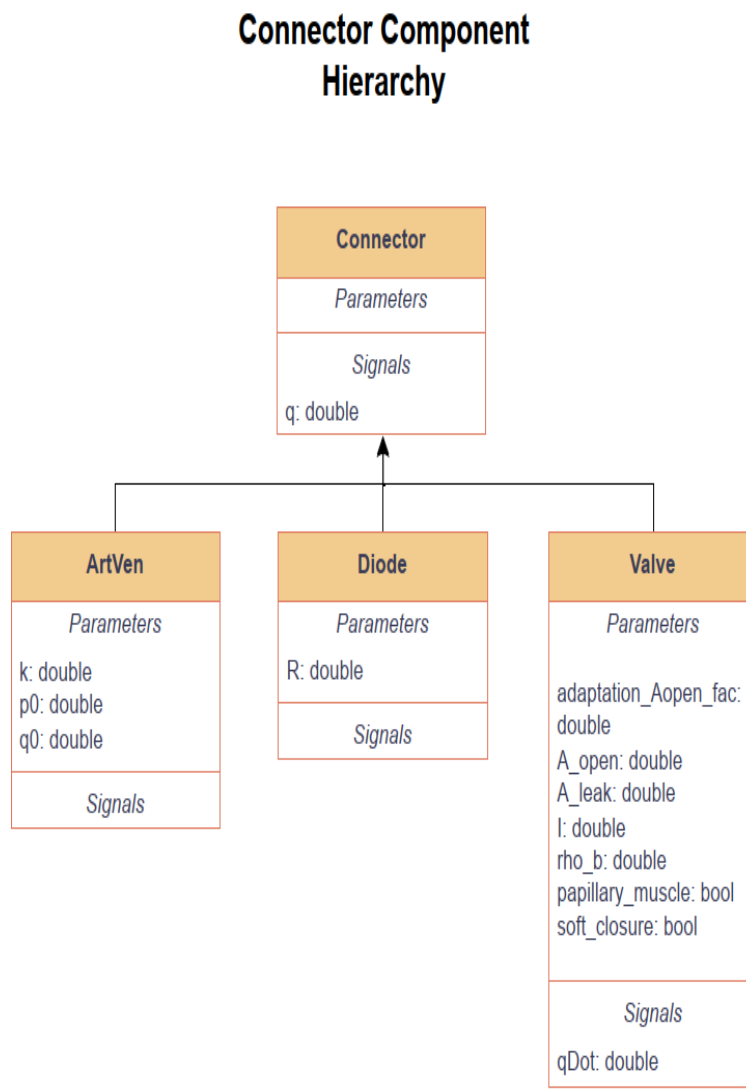 Connector Component
Hierarchy
Connector
Parameters
Signals
q: double
ArtVen
Parameters
k: double
p0: double
q0: double
Signals
Diode
Parameters
R: double
Signals
Valve
Parameters
adaptation_Aopen_fac:
double
A_open: double
A_leak: double
l: double
rho_b: double
papillary_muscle: bool
soft_closure: bool
Signals
qDot: double